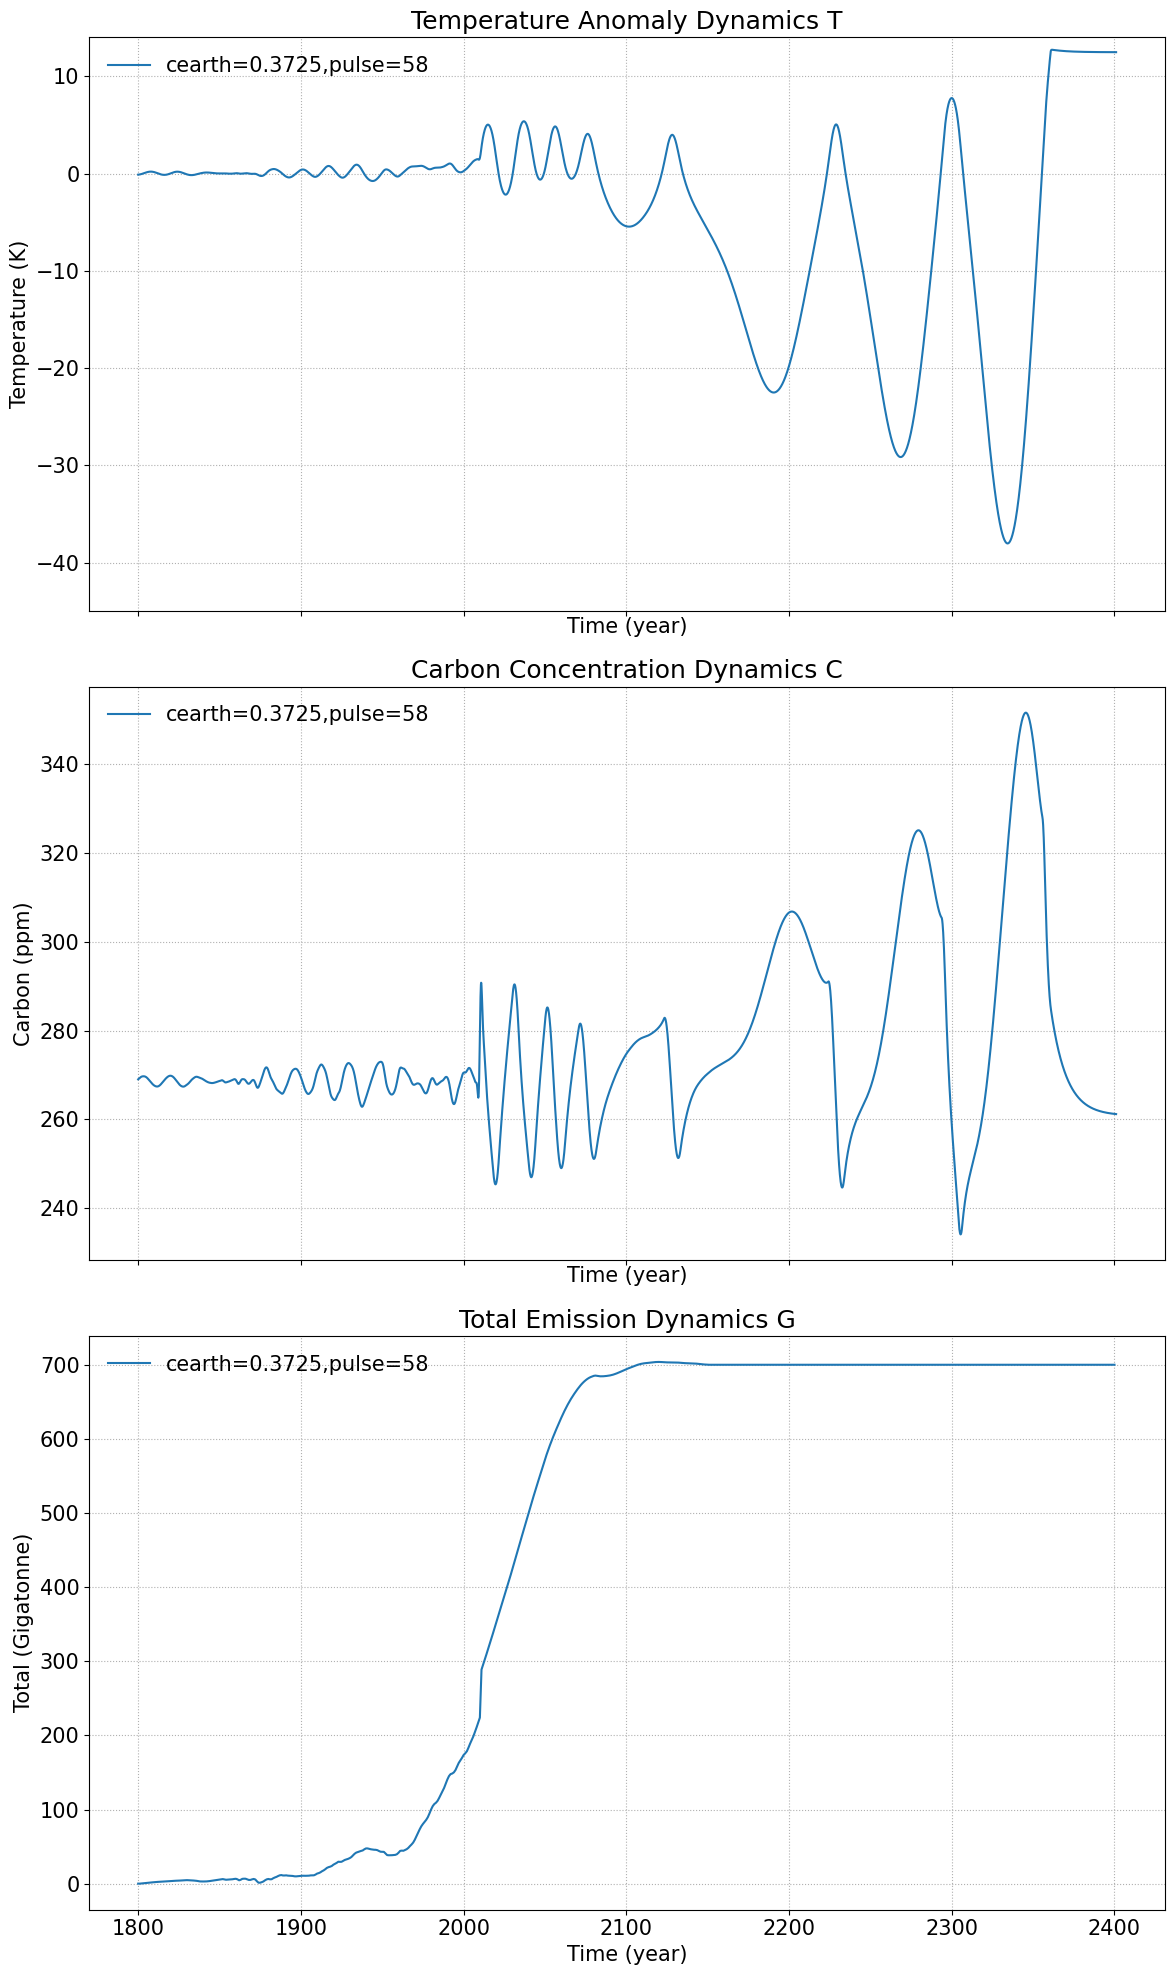 Temperature Anomaly Dynamics T
cearth=0.3725,pulse=58
10
0
−10
−20
−30
−40
Temperature (K)
Time (year)
Carbon Concentration Dynamics C
cearth=0.3725,pulse=58
340
320
300
280
260
240
Carbon (ppm)
Time (year)
Total Emission Dynamics G
cearth=0.3725,pulse=58
700
600
500
400
300
200
100
0
Total (Gigatonne)
1800 1900 2000 2100 2200 2300 2400
Time (year)